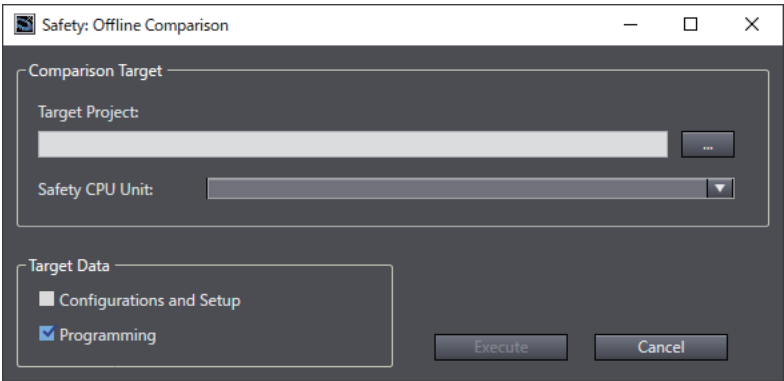 Safety: Offline Comparison
Comparison Target
Target Project:
...
Safety CPU Unit:
Target Data
Configurations and Setup
Programming
Execute
Cancel